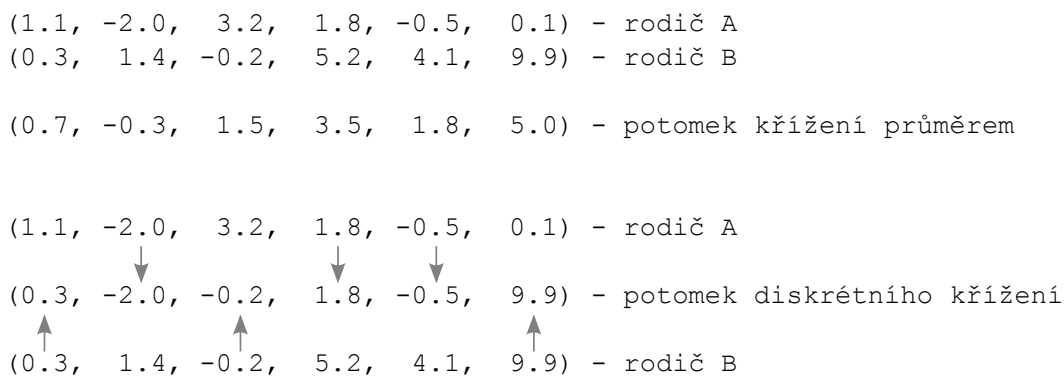 (1.1, -2.0, 3.2, 1.8, -0.5, 0.1) - rodič A
(0.3, 1.4, -0.2, 5.2, 4.1, 9.9) - rodič B
(0.7, -0.3, 1.5, 3.5, 1.8, 5.0) - potomek křížení průměrem
(1.1, -2.0, 3.2, 1.8, -0.5, 0.1) - rodič A
(0.3, -2.0, -0.2, 1.8, -0.5, 9.9) - potomek diskrétního křížení
(0.3, 1.4, -0.2, 5.2, 4.1, 9.9) - rodič B